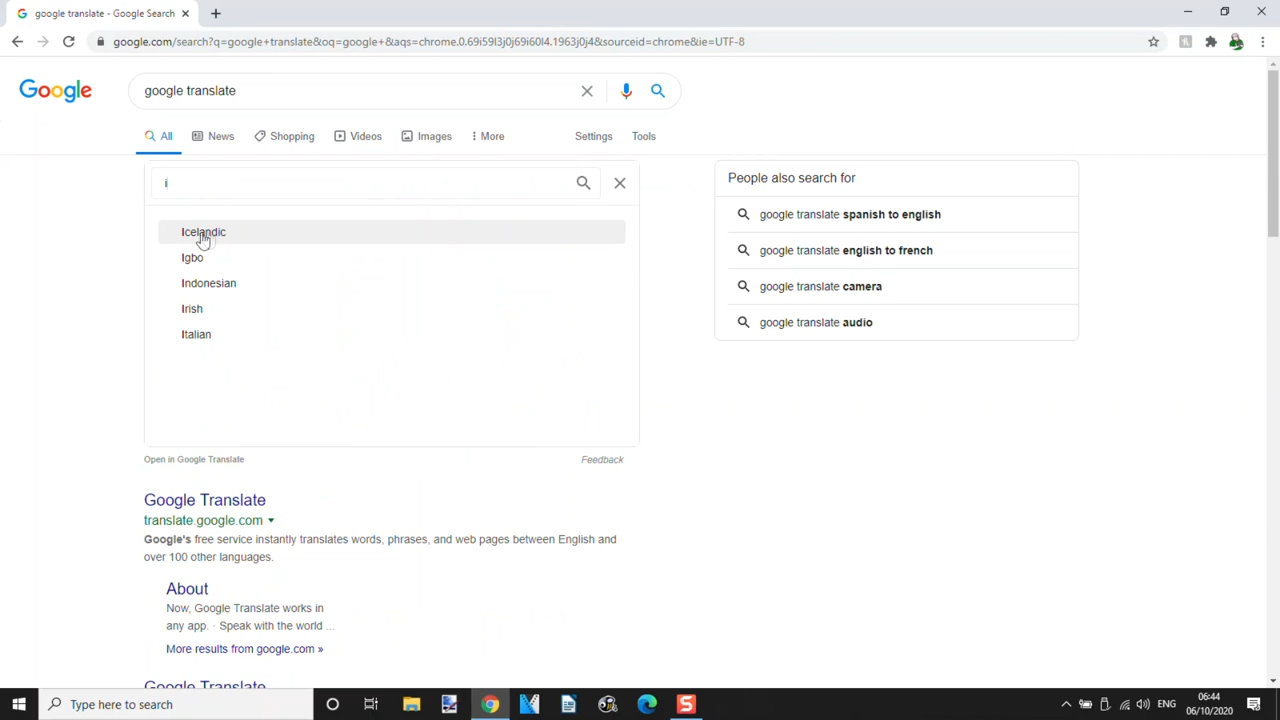 google translate - Google Search
google.com/search?q=google+translate&oq=google+&aqs=chrome.0.69i59l3j0j69i60l4.1963j0j4&sourceid=chrome&ie=UTF-8
Google
google translate
All
News
Shopping
Videos
Images
More
Settings
Tools
i
Icelandic
Igbo
Indonesian
Irish
Italian
Open in Google Translate
Feedback
People also search for
google translate spanish to english
google translate english to french
google translate camera
google translate audio
Google Translate
translate.google.com
Google's free service instantly translates words, phrases, and web pages between English and
over 100 other languages.
About
Now, Google Translate works in
any app. · Speak with the world ...
More results from google.com »
Google Translate
Type here to search
ENG
06:44
06/10/2020